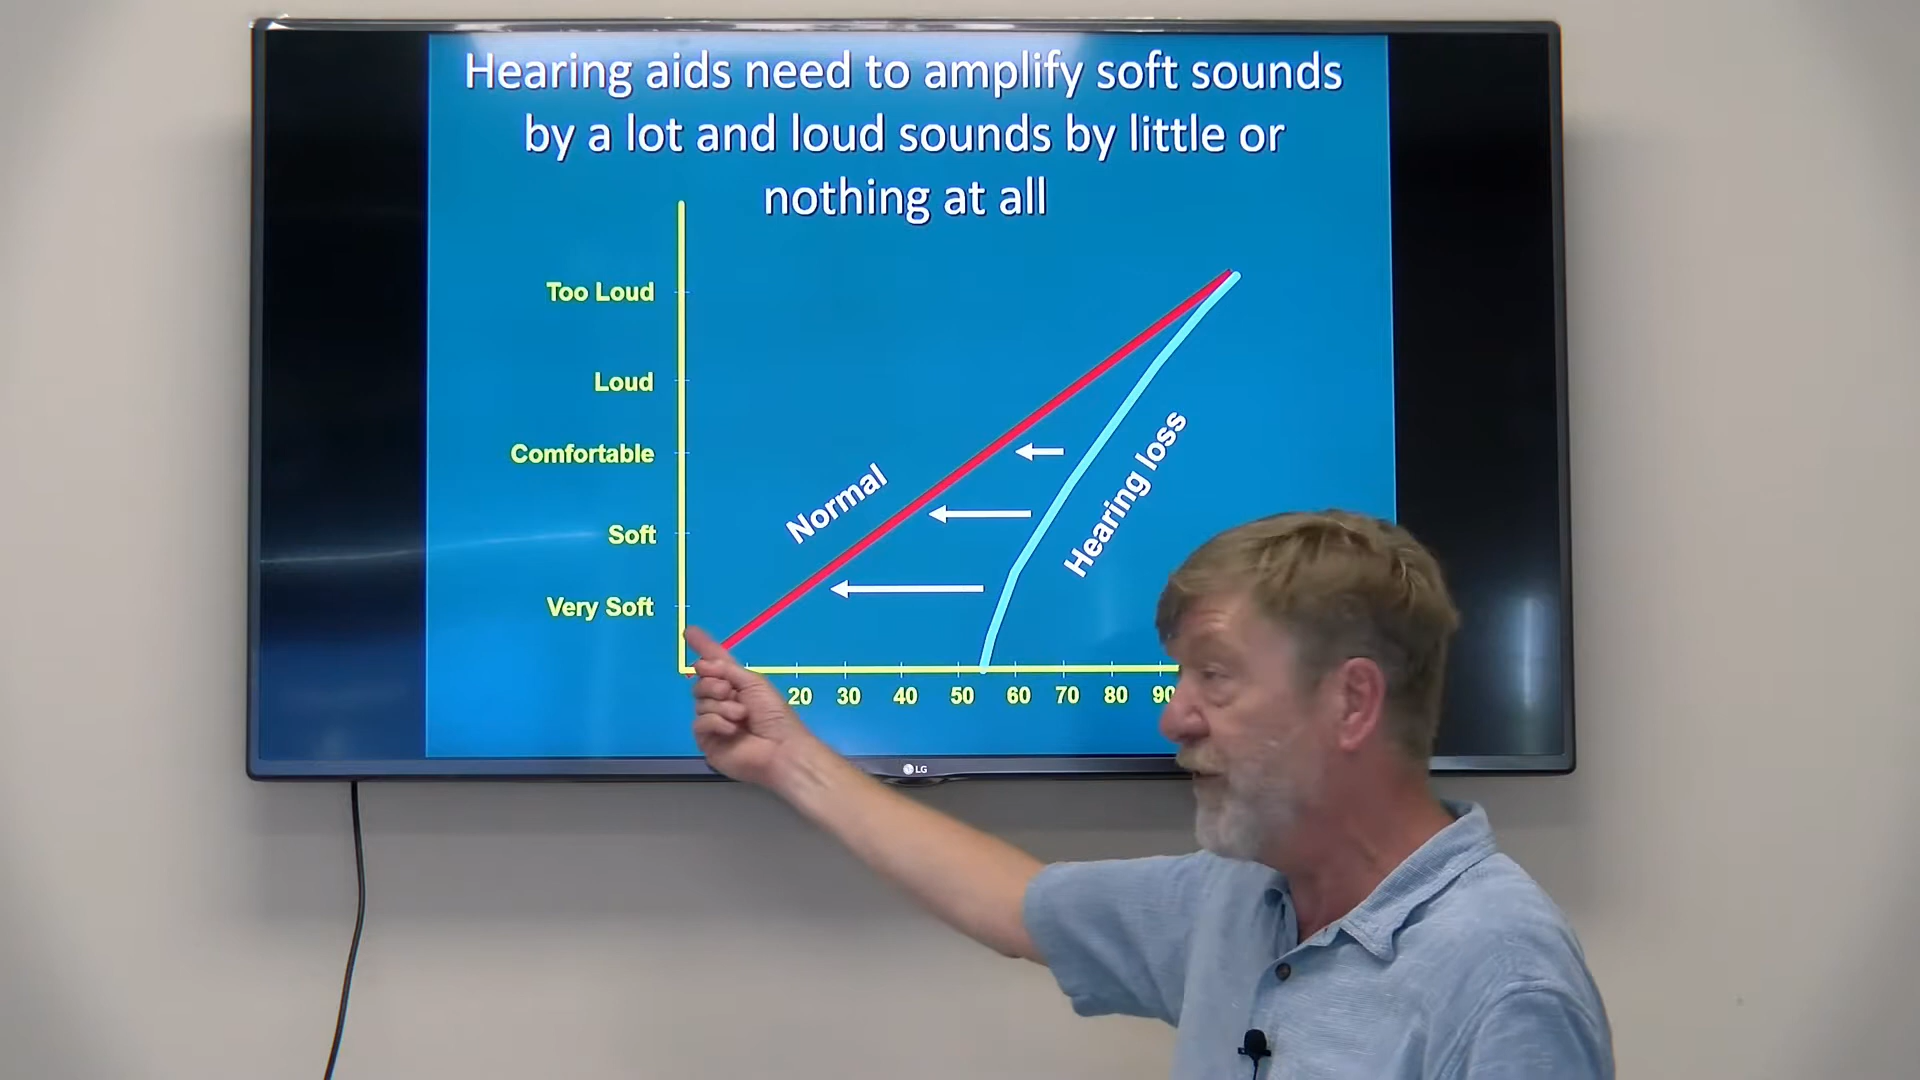 Hearing aids need to amplify soft sounds
by a lot and loud sounds by little or
nothing at all
Too Loud
Loud
Comfortable
Soft
Very Soft
Normal
Hearing loss
20 30 40 50 60 70 80 90
LG